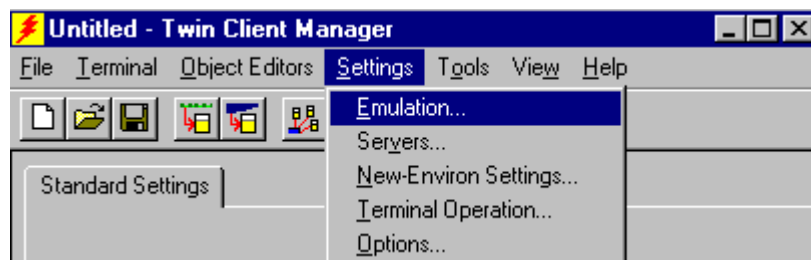 Untitled - Twin Client Manager
File Terminal Object Editors Settings Tools View Help
Emulation...
Servers...
Standard Settings
New-Environ Settings...
Terminal Operation...
Options...